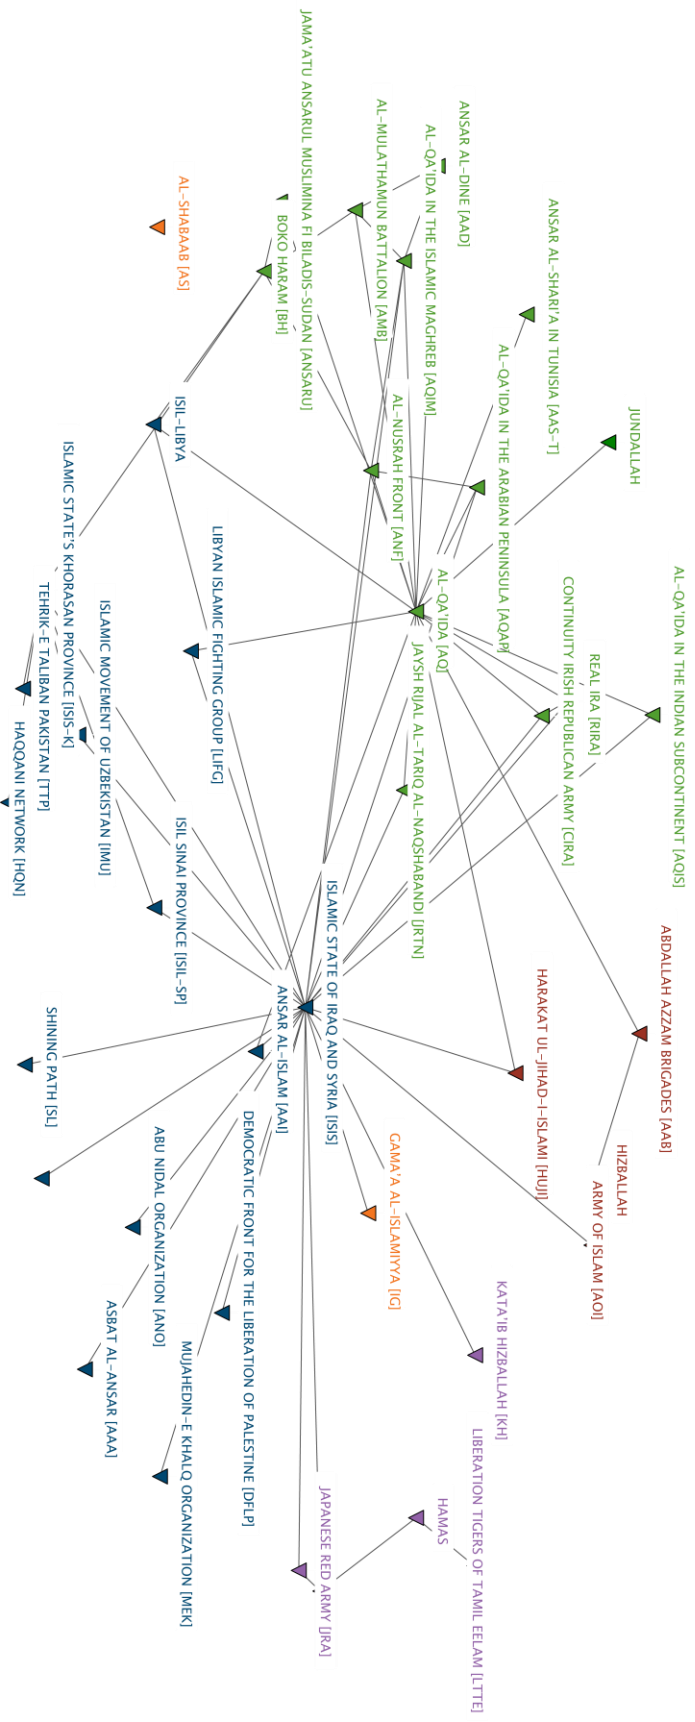 JAMA'ATU ANSARUL MUSLIMINA FI BILADIS-SUDAN [ANSARU]
AL-MULATHAMUN BATTALION [AMB]
ANSAR AL-DINE [AAD]
AL-QA'IDA IN THE ISLAMIC MAGHREB [AQIM]
AL-SHABAAB [AS]
BOKO HARAM [BH]
ANSAR AL-SHARI'A IN TUNISIA [AAS-T]
AL-QA'IDA IN THE ARABIAN PENINSULA [AQAP]
AL-NUSRAH FRONT [ANF]
ISIL-LIBYA
JUNDALLAH
ISLAMIC STATE'S KHORASAN PROVINCE [ISIS-K]
LIBYAN ISLAMIC FIGHTING GROUP [LIFG]
AL-QA'IDA IN THE INDIAN SUBCONTINENT [AQIS]
AL-QA'IDA [AQ]
CONTINUITY IRISH REPUBLICAN ARMY [CIRA]
TEHRIK-E TALIBAN PAKISTAN [TTP]
ISLAMIC MOVEMENT OF UZBEKISTAN [IMU]
JAYSH RIJAL AL-TARIQ AL-NAQSHABANDI [JRTN]
REAL IRA [RIRA]
HAQQANI NETWORK [HQN]
ISIL SINAI PROVINCE [ISIL-SP]
ISLAMIC STATE OF IRAQ AND SYRIA [ISIS]
ABDALLAH AZZAM BRIGADES [AAB]
HARAKAT UL-JIHAD-I-ISLAMI [HUJI]
ANSAR AL-ISLAM [AAI]
SHINING PATH [SL]
DEMOCRATIC FRONT FOR THE LIBERATION OF PALESTINE [DFLP]
ABU NIDAL ORGANIZATION [ANO]
GAMA'A AL-ISLAMIYYA [IG]
HIZBALLAH
ARMY OF ISLAM [AOI]
KATA'IB HIZBALLAH [KH]
ASBAT AL-ANSAR [AAA]
MUJAHEDIN-E KHALQ ORGANIZATION [MEK]
LIBERATION TIGERS OF TAMIL EELAM [LTTE]
JAPANESE RED ARMY [JRA]
HAMAS